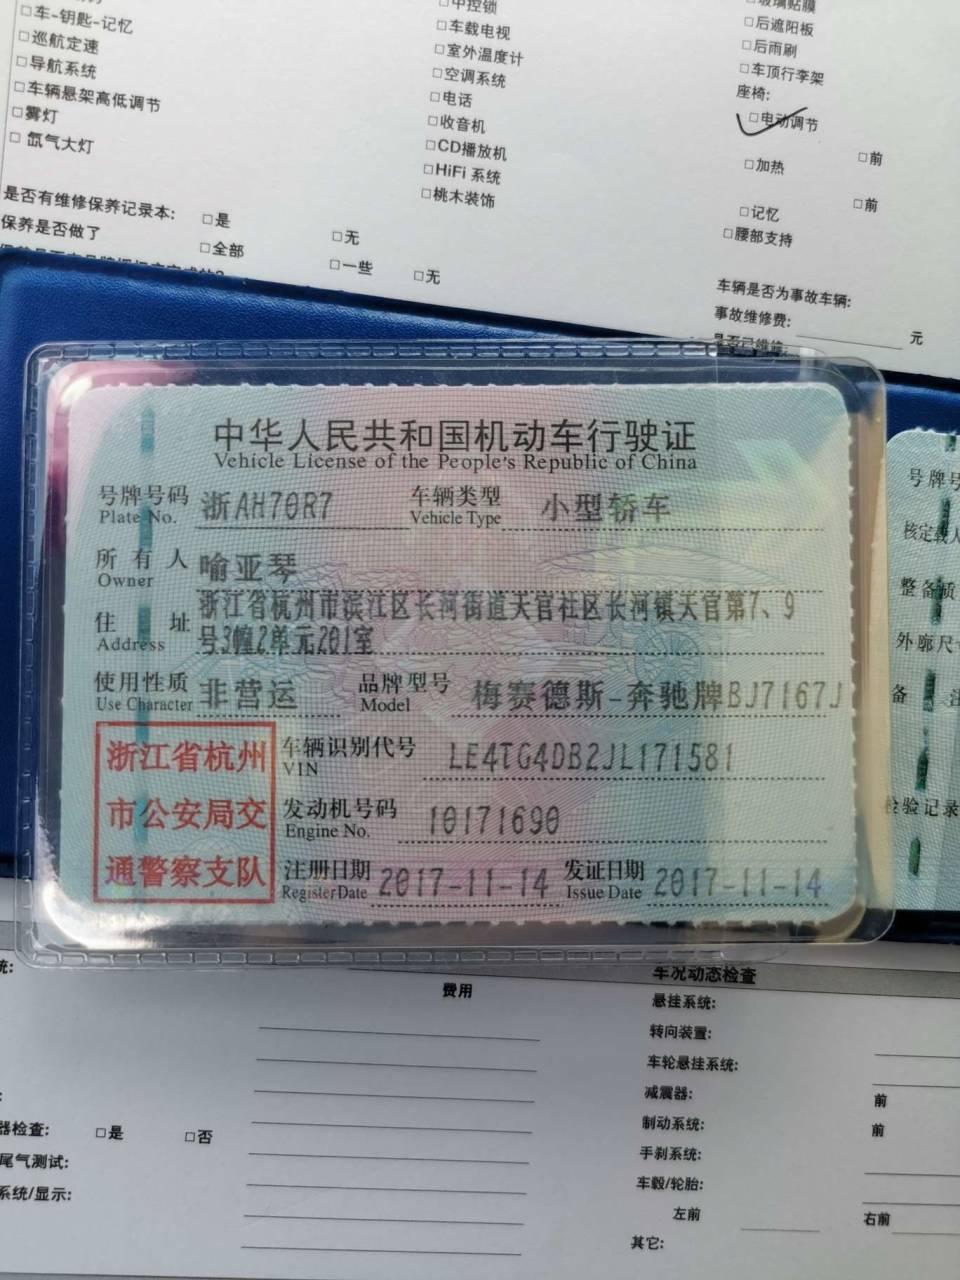 □车-钥匙-记忆
□巡航定速
□导航系统
□车辆悬架高低调节
□雾灯
□ 氙气大灯
□中控锁
□车载电视
□室外温度计
□空调系统
□电话
□收音机
□CD播放机
□HiFi 系统
□桃木装饰
□玻璃贴膜
□后遮阳板
□后雨刷
□车顶行李架
座椅:
□电动调节
□前
□加热
□前
□记忆
□腰部支持
是否有维修保养记录本: □是 □无
保养是否做了 □全部 □一些 □无
车辆是否为事故车辆:
事故维修费: 元
是否已维修
中华人民共和国机动车行驶证
Vehicle License of the People's Republic of China
号牌号码 浙AH70R7 车辆类型 小型轿车
Plate No. Vehicle Type
所有人 喻亚琴
Owner
住址 浙江省杭州市滨江区长河街道天官社区长河镇天官第7、9
号3幢2单元201室
Address
使用性质 非营运 品牌型号 梅赛德斯-奔驰牌BJ7167J
Use Character Model
浙江省杭州
市公安局交
通警察支队
车辆识别代号 LE4TG4DB2JL171581
VIN
发动机号码 10171690
Engine No.
注册日期 2017-11-14 发证日期 2017-11-14
Register Date Issue Date
号牌号
核定载人
整备质
外廓尺
备 注
检验记录
费用
器检查: □是 □否
尾气测试:
系统/显示:
车况动态检查
悬挂系统:
转向装置:
车轮悬挂系统:
减震器: 前
制动系统: 前
手刹系统:
车毂/轮胎:
左前 右前
其它: